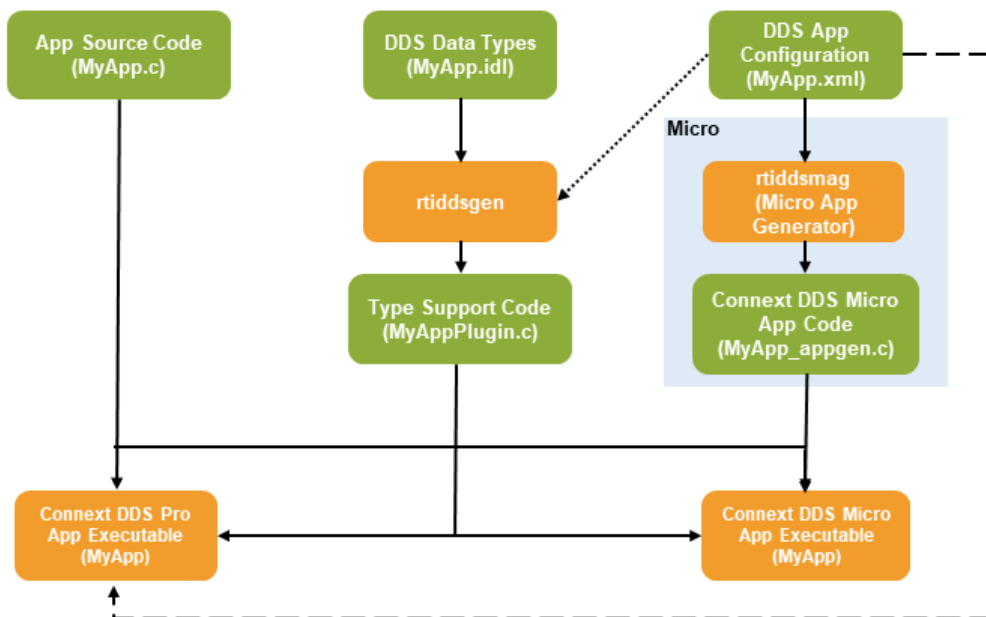 App Source Code
(MyApp.c)
DDS Data Types
(MyApp.idl)
DDS App
Configuration
(MyApp.xml)
Micro
rtiddsgen
rtiddsmag
(Micro App
Generator)
Type Support Code
(MyAppPlugin.c)
Connext DDS Micro
App Code
(MyApp_appgen.c)
Connext DDS Pro
App Executable
(MyApp)
Connext DDS Micro
App Executable
(MyApp)